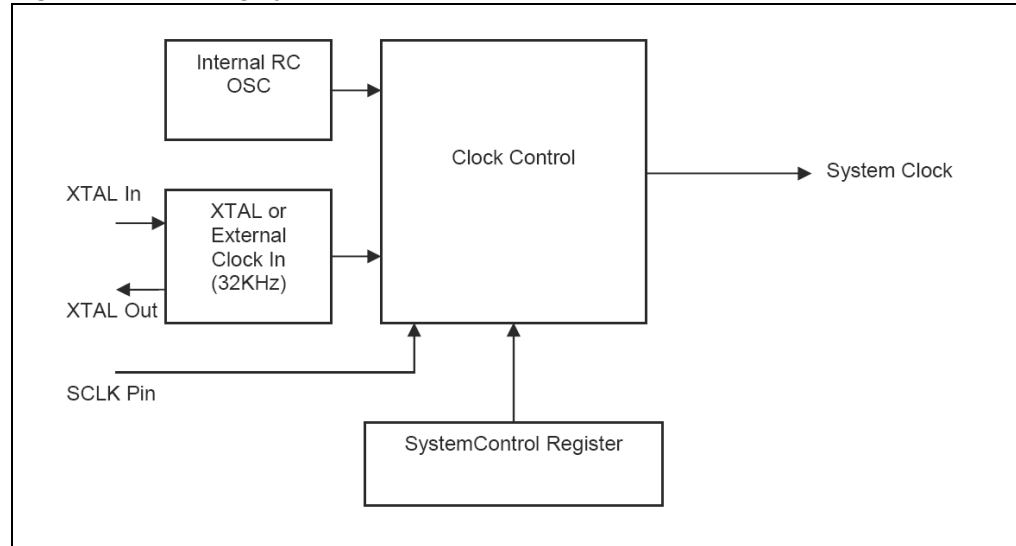 Internal RC
OSC
Clock Control
System Clock
XTAL In
XTAL or
External
Clock In
(32KHz)
XTAL Out
SCLK Pin
SystemControl Register